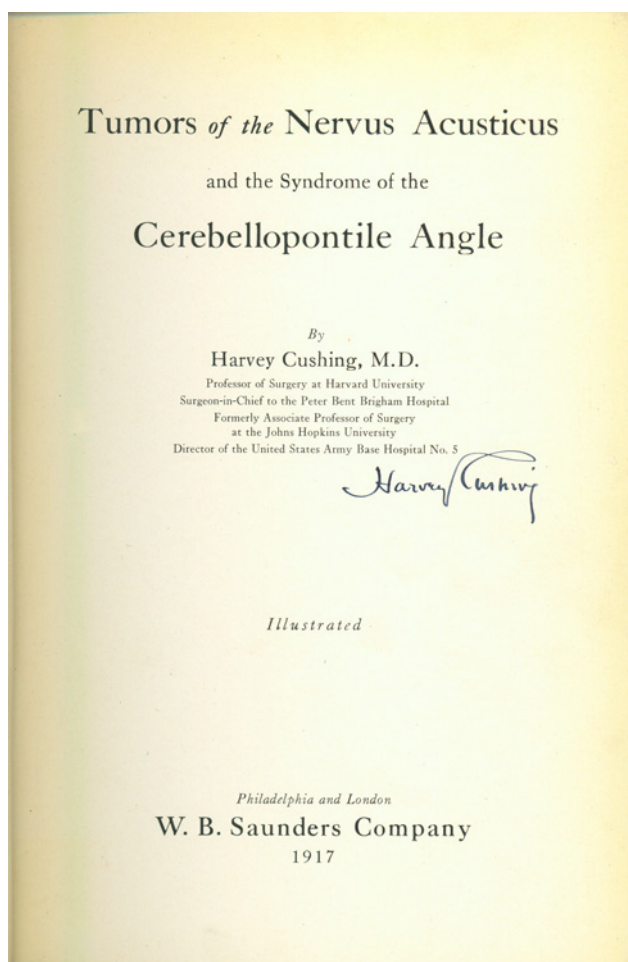 Tumors of the Nervus Acusticus
and the Syndrome of the
Cerebellopontile Angle
By
Harvey Cushing, M.D.
Professor of Surgery at Harvard University
Surgeon-in-Chief to the Peter Bent Brigham Hospital
Formerly Associate Professor of Surgery
at the Johns Hopkins University
Director of the United States Army Base Hospital No. 5
Harvey Cushing
Illustrated
Philadelphia and London
W. B. Saunders Company
1917